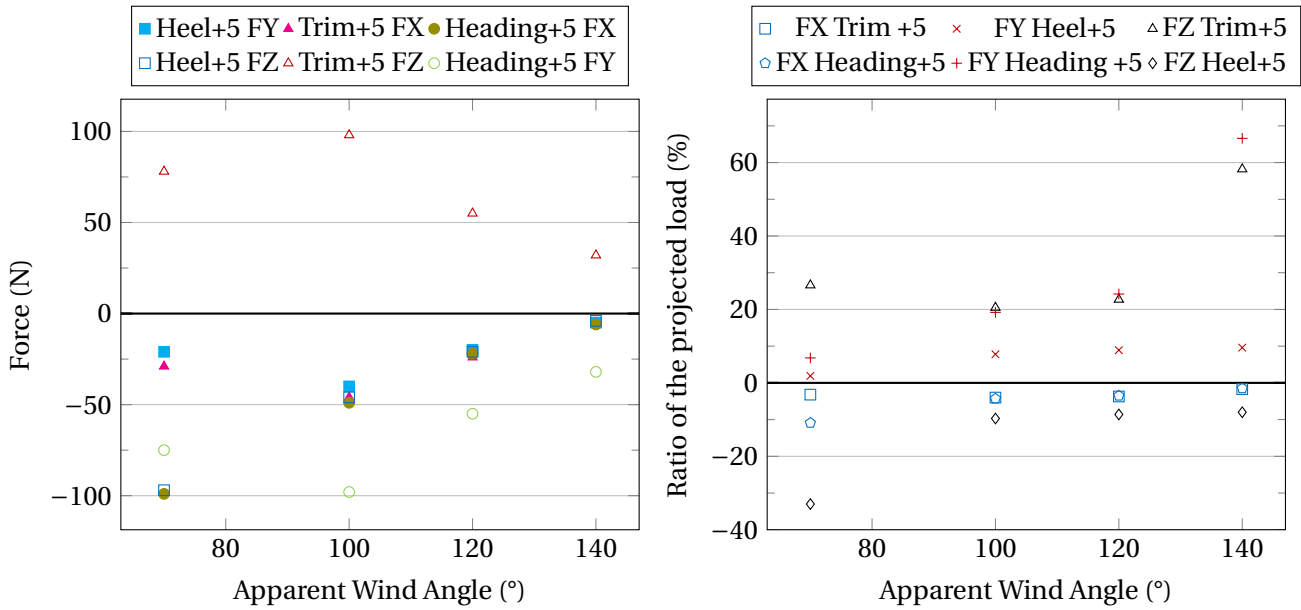 Heel+5 FY Trim+5 FX Heading+5 FX
Heel+5 FZ Trim+5 FZ Heading+5 FY
100
50
0
−50
−100
Force (N)
80 100 120 140
Apparent Wind Angle (°)
FX Trim +5 FY Heel+5 FZ Trim+5
FX Heading+5 FY Heading +5 FZ Heel+5
60
40
20
0
−20
−40
Ratio of the projected load (%)
80 100 120 140
Apparent Wind Angle (°)